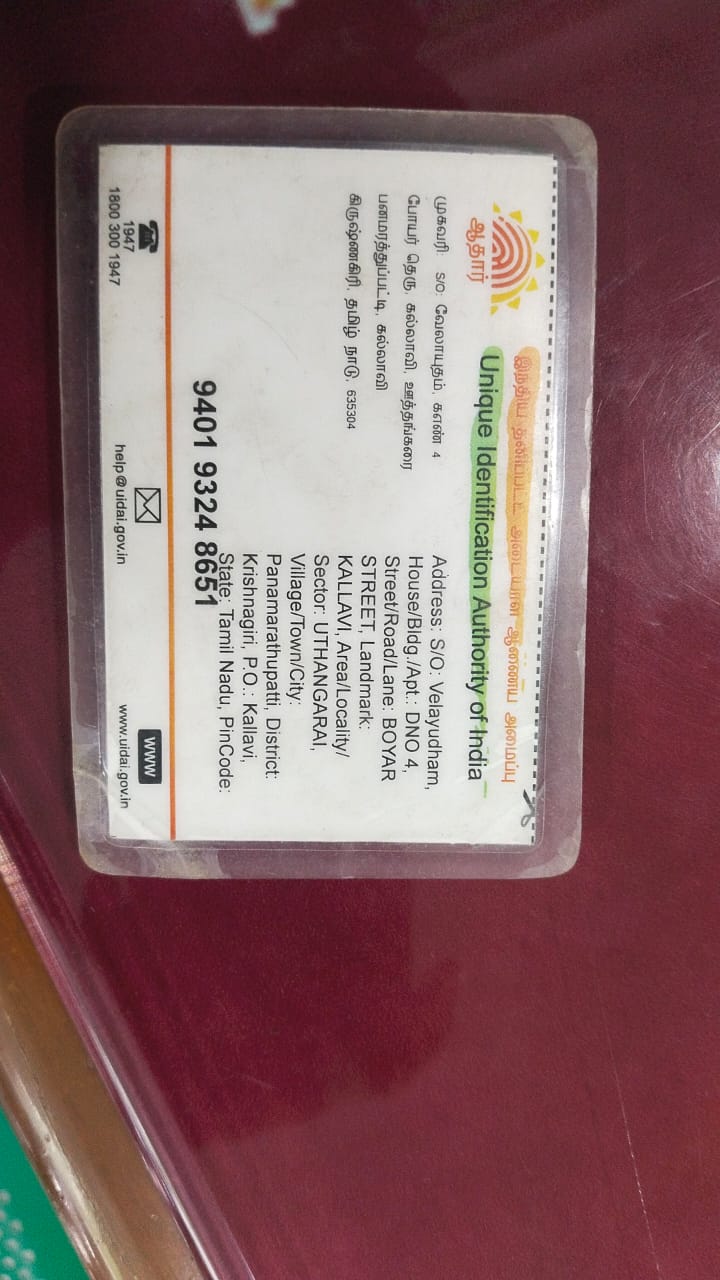 இந்திய தனிப்பட்ட அடையாள ஆணைய அமைப்பு
Unique Identification Authority of India
ஆதார்
முகவரி: S/O: வேலாயுதம், கஎண் 4
போயர் தெரு, கல்லாவி, ஊத்தங்கரை
பனமரத்துப்பட்டி, கல்லாவி
கிருஷ்ணகிரி, தமிழ் நாடு, 635304
Address: S/O: Velayudham,
House/Bldg./Apt.: DNO 4,
Street/Road/Lane: BOYAR
STREET, Landmark:
KALLAVI, Area/Locality/
Sector: UTHANGARAI,
Village/Town/City:
Panamarathupatti, District:
Krishnagiri, P.O.: Kallavi,
State: Tamil Nadu, PinCode:
9401 9324 8651
1947
1800 300 1947
help@uidai.gov.in
www
www.uidai.gov.in